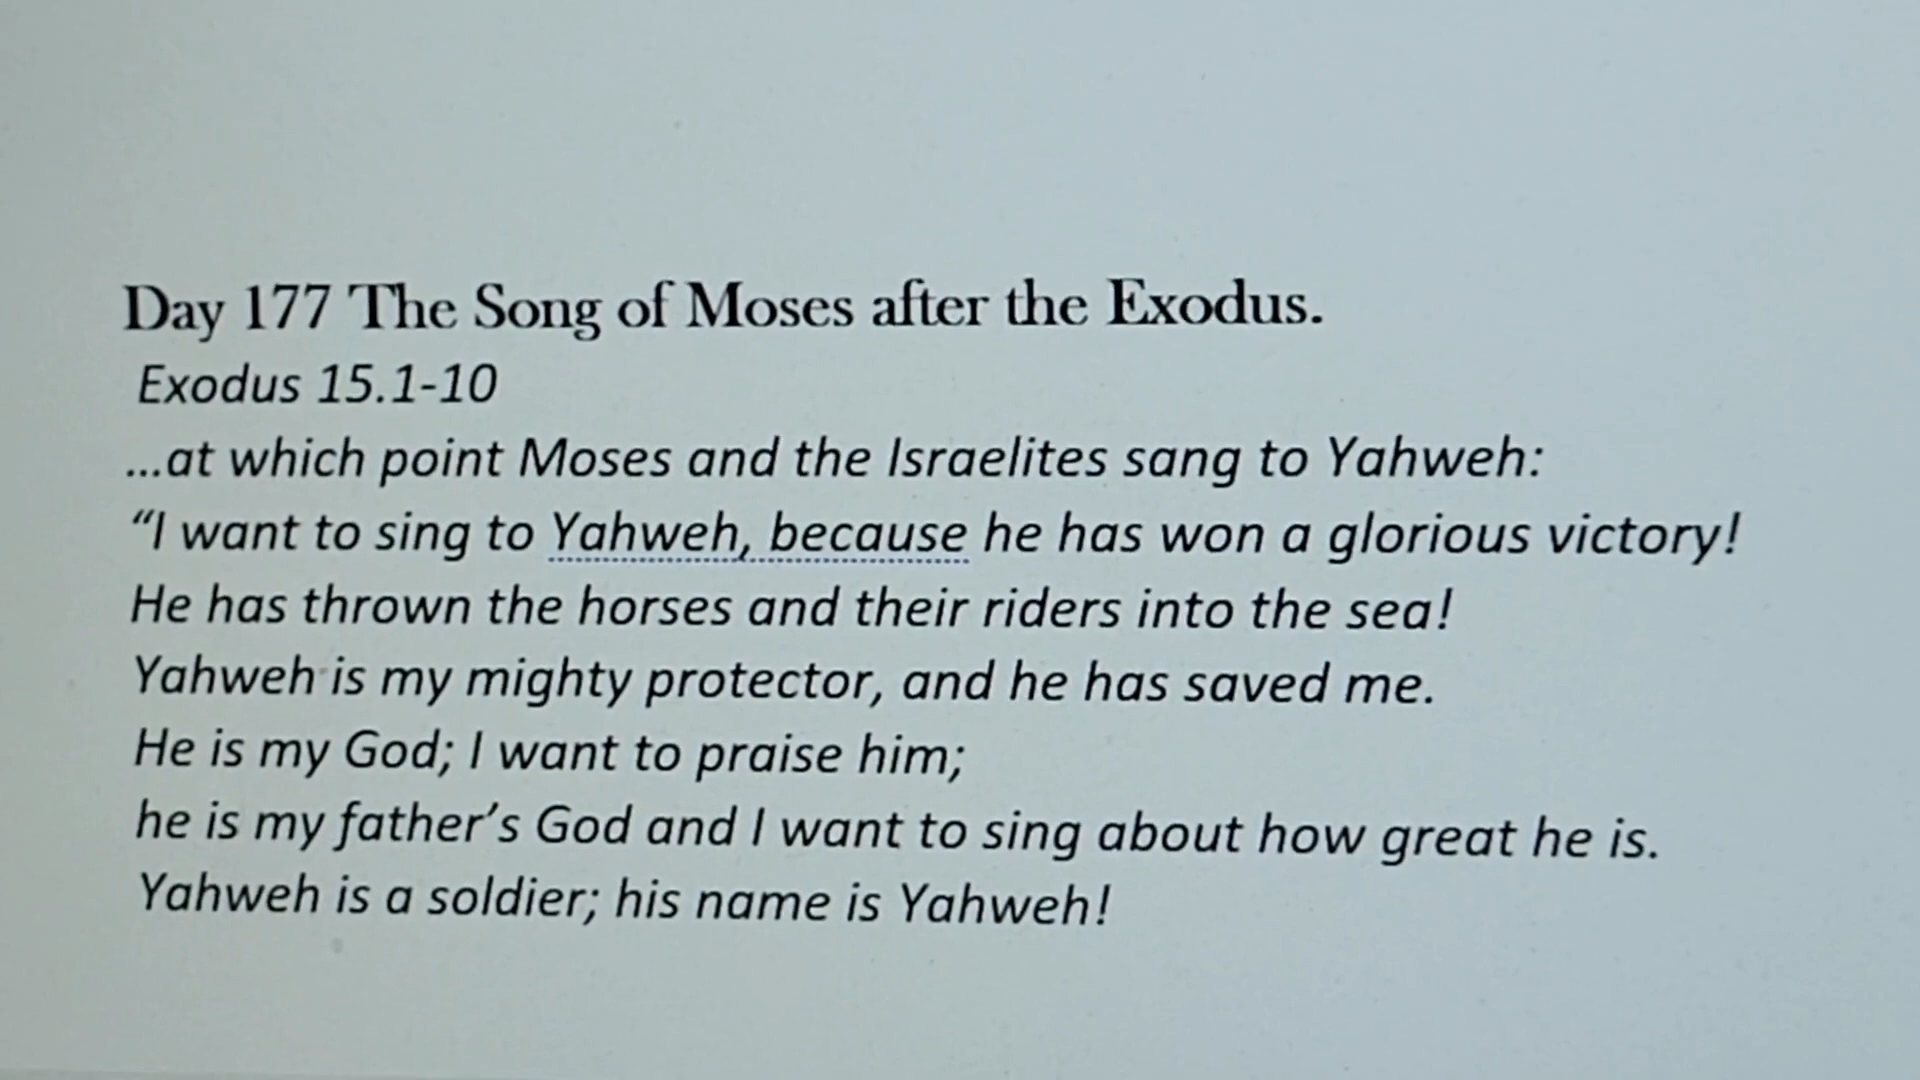 Day 177 The Song of Moses after the Exodus.
Exodus 15.1-10
...at which point Moses and the Israelites sang to Yahweh:
“I want to sing to Yahweh, because he has won a glorious victory!
He has thrown the horses and their riders into the sea!
Yahweh is my mighty protector, and he has saved me.
He is my God; I want to praise him;
he is my father’s God and I want to sing about how great he is.
Yahweh is a soldier; his name is Yahweh!